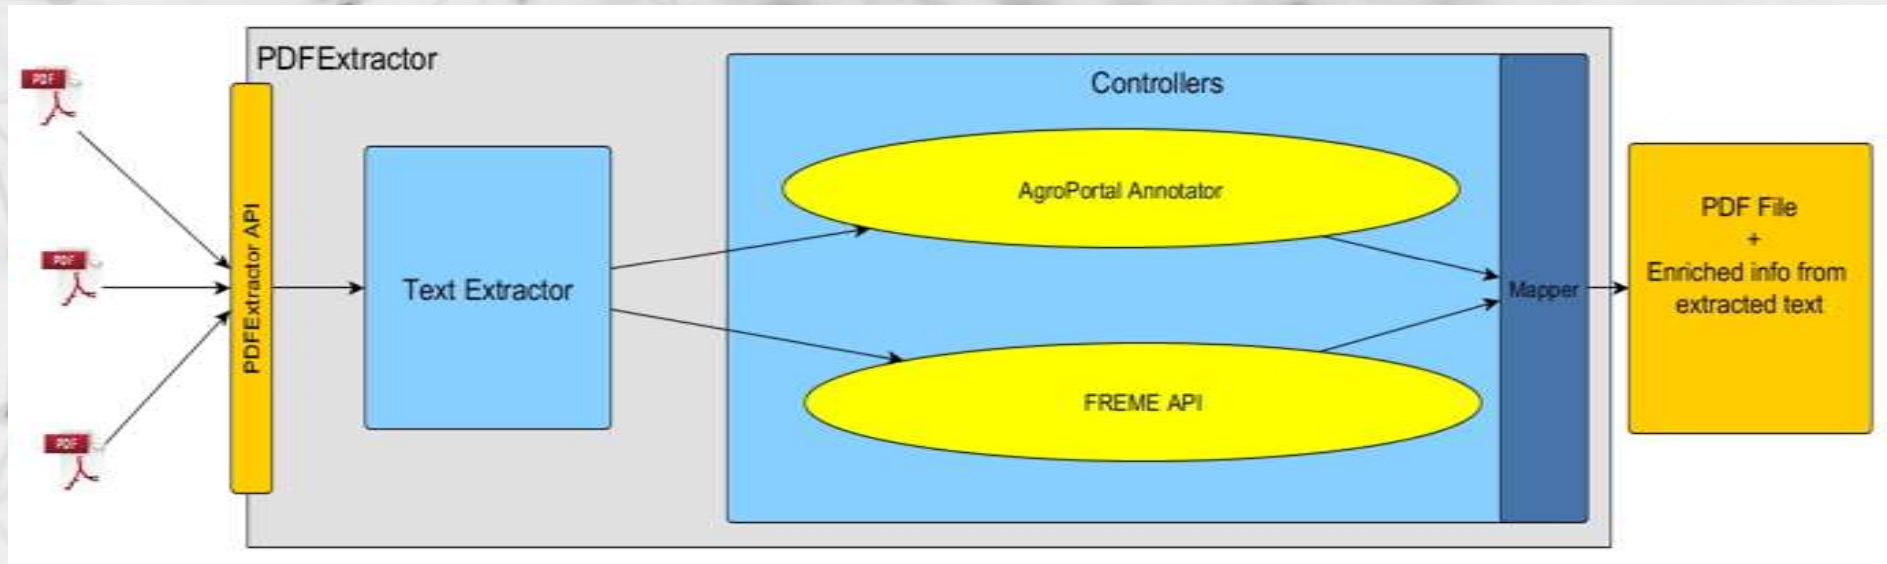 PDFExtractor
PDF
PDF
PDF
PDFExtractor API
Text Extractor
Controllers
AgroPortal Annotator
FREME API
Mapper
PDF File
+
Enriched info from
extracted text